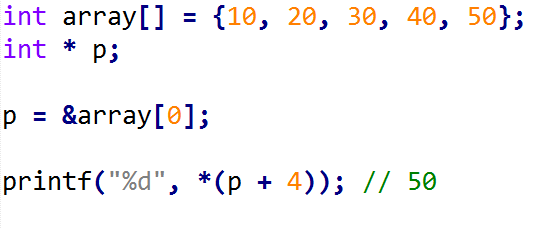 int array[] = {10, 20, 30, 40, 50};
int * p;
p = &array[0];
printf("%d", *(p + 4)); // 50